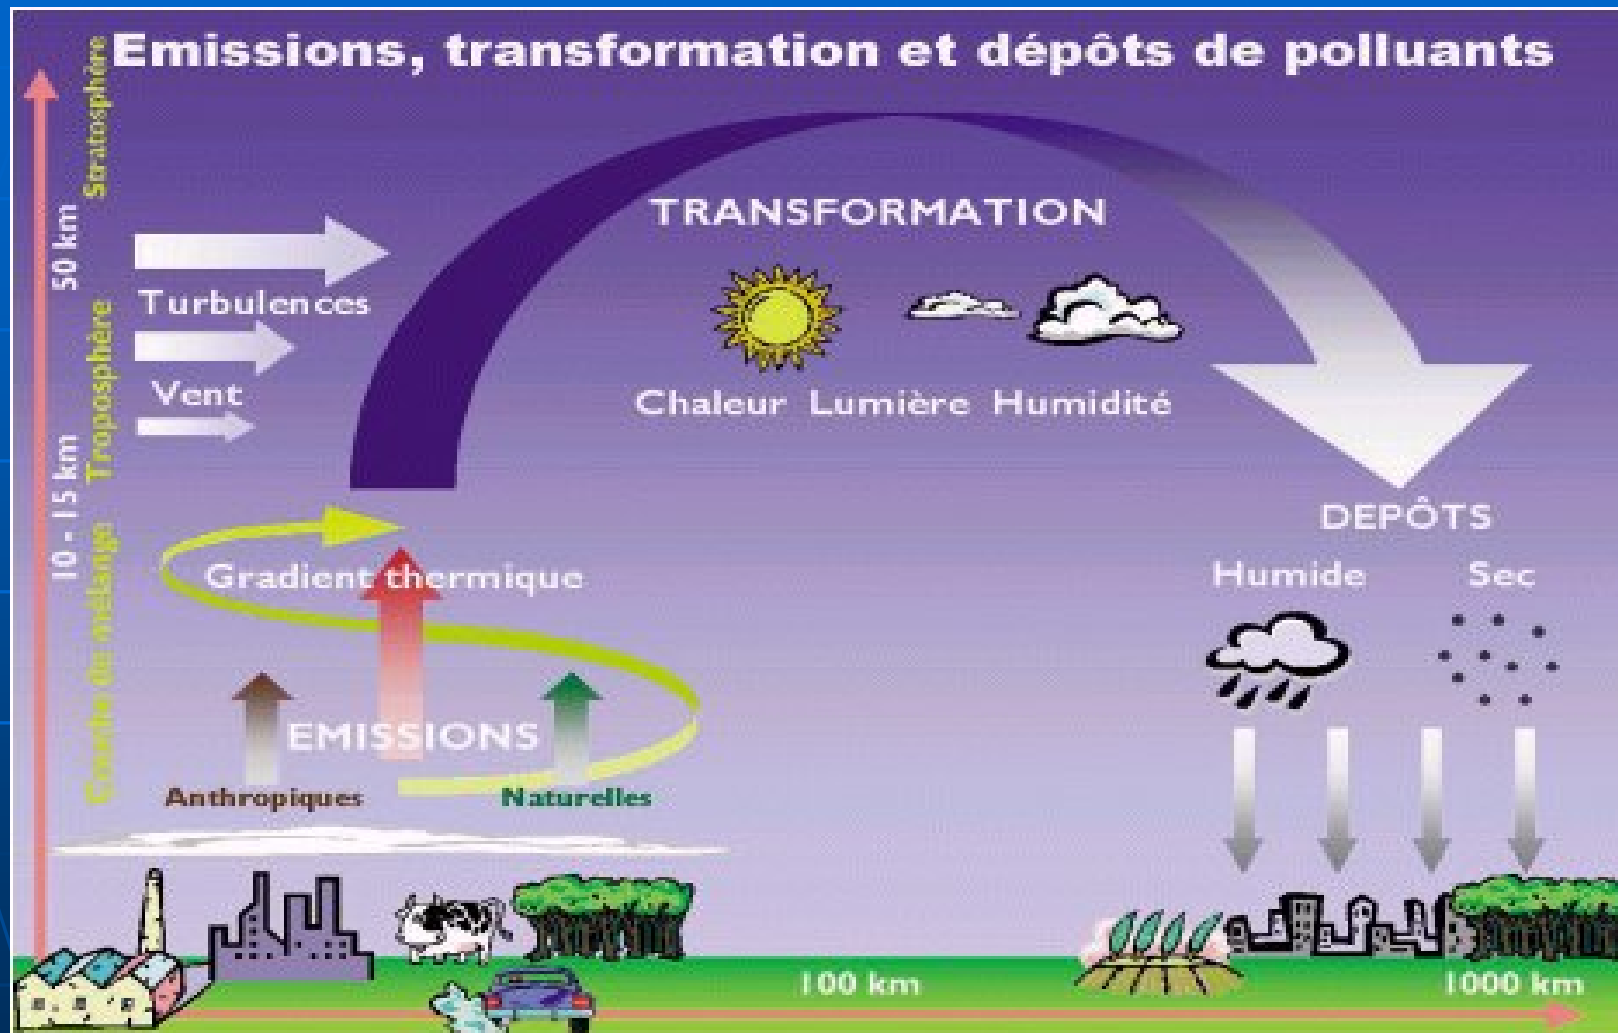 Emissions, transformation et dépôts de polluants
Stratosphère
50 km
Troposphère
10 - 15 km
Couche de mélange
Turbulences
Vent
TRANSFORMATION
Chaleur Lumière Humidité
Gradient thermique
EMISSIONS
Anthropiques
Naturelles
DEPÔTS
Humide Sec
100 km
1000 km